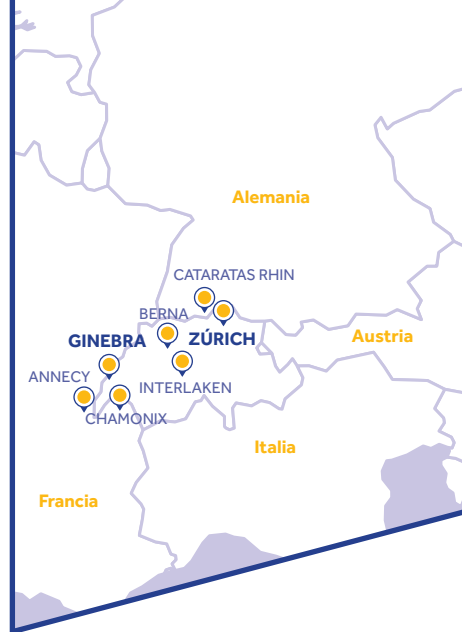 Alemania
CATARATAS RHIN
BERNA
GINEBRA
ZÚRICH
Austria
ANNECY
INTERLAKEN
CHAMONIX
Italia
Francia